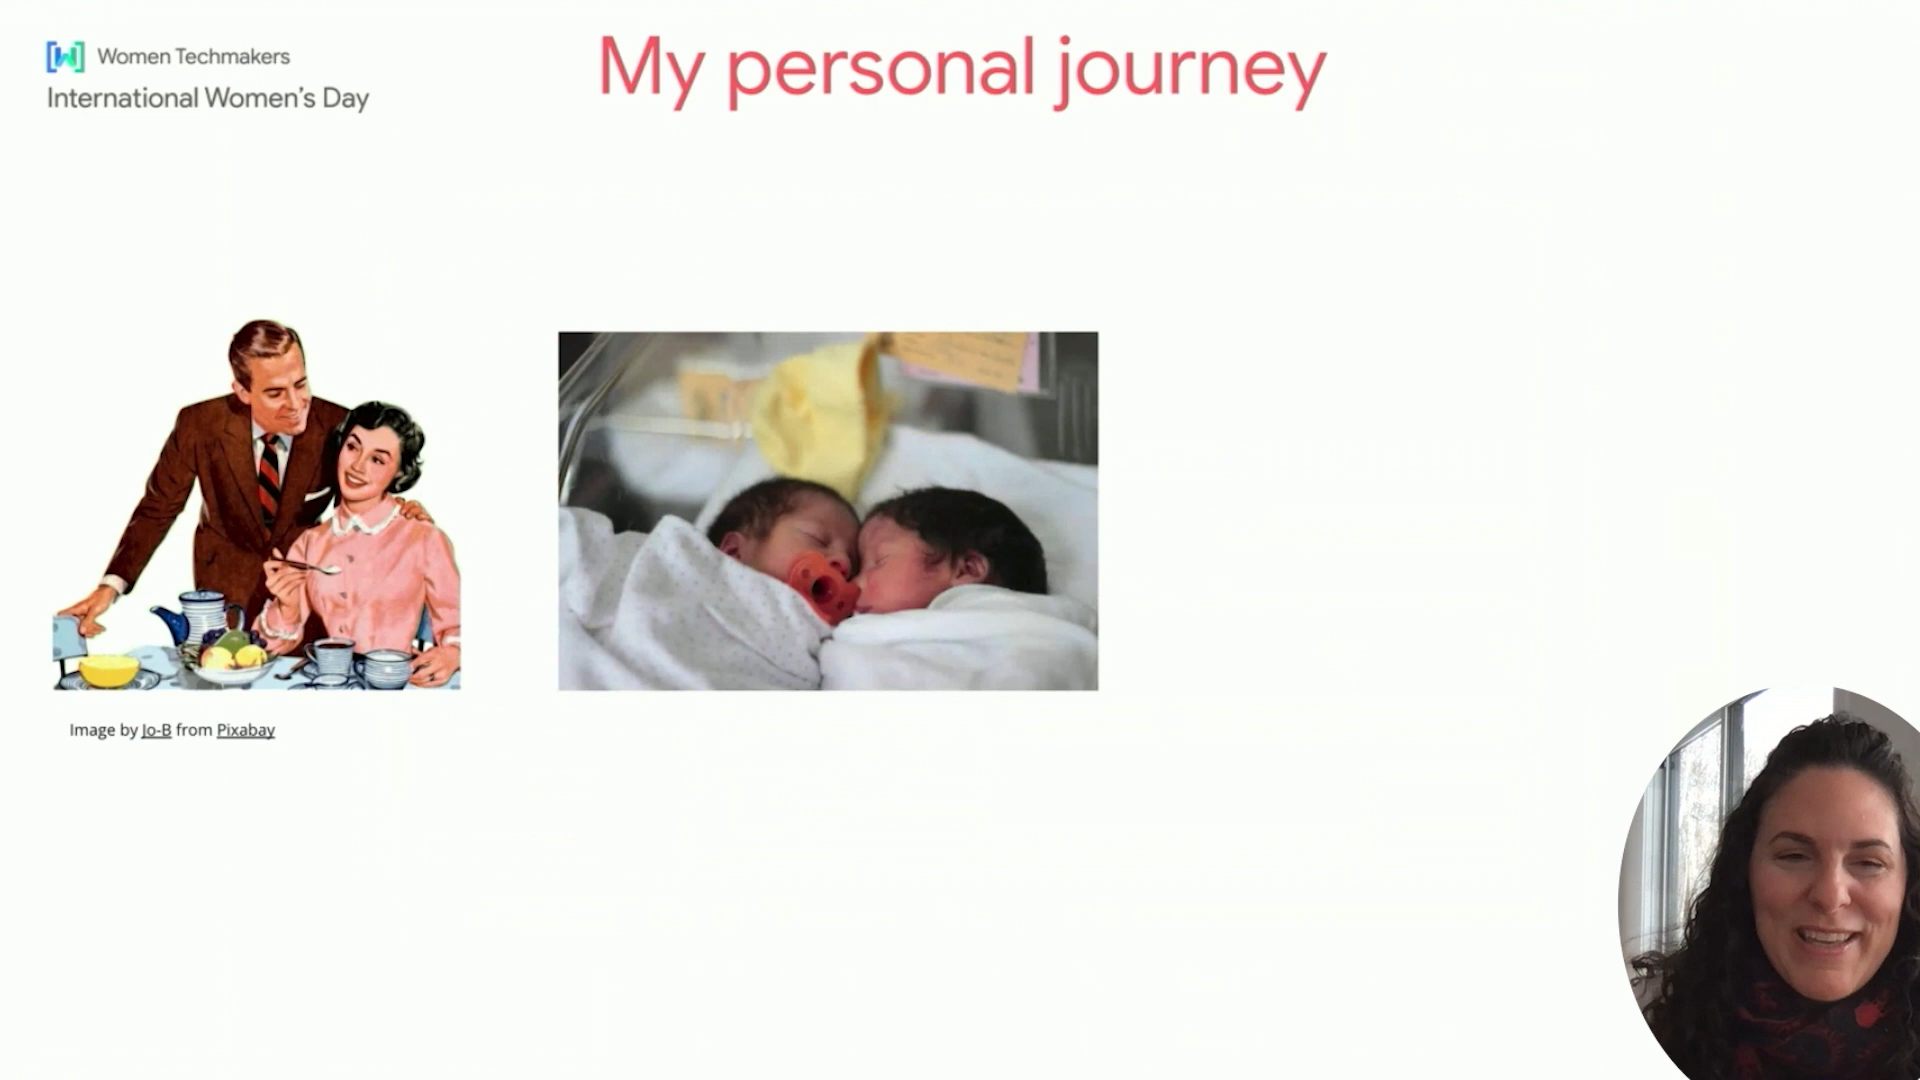 Women Techmakers
International Women's Day
My personal journey
Image by Jo-B from Pixabay